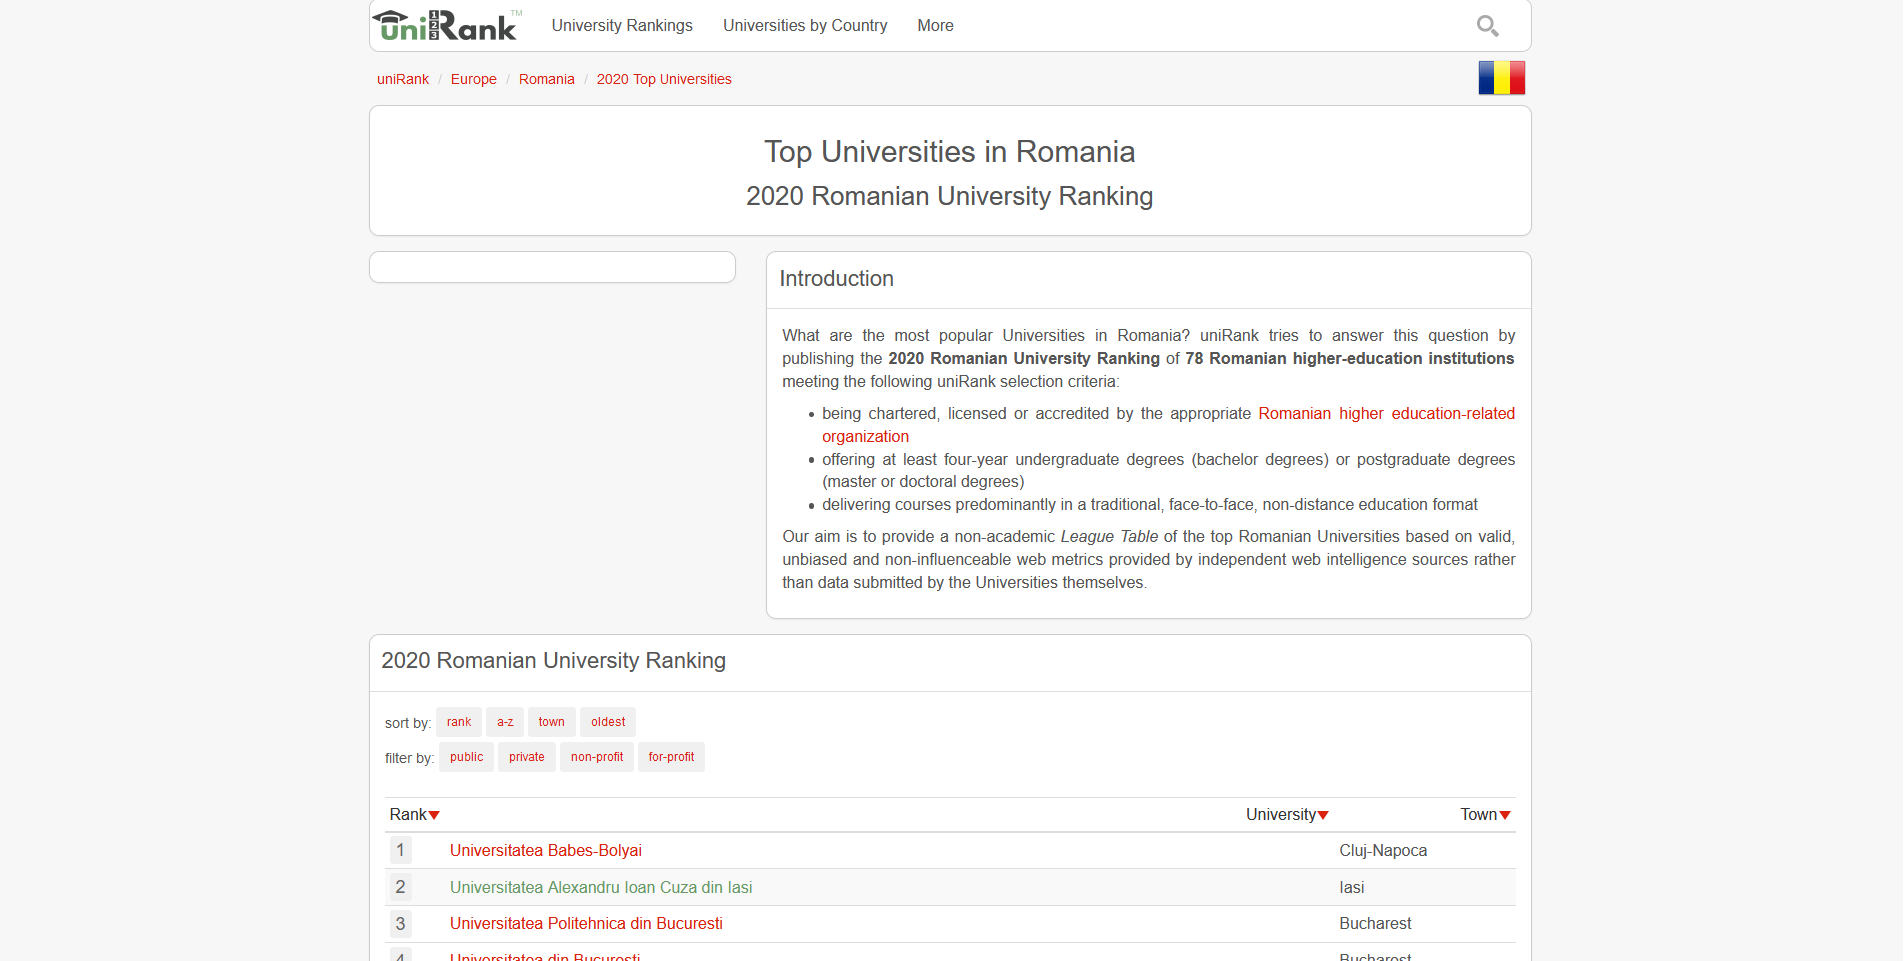 uni123Rank™
University Rankings Universities by Country More
uniRank / Europe / Romania / 2020 Top Universities
Top Universities in Romania
2020 Romanian University Ranking
Introduction
What are the most popular Universities in Romania? uniRank tries to answer this question by
publishing the 2020 Romanian University Ranking of 78 Romanian higher-education institutions
meeting the following uniRank selection criteria:
• being chartered, licensed or accredited by the appropriate Romanian higher education-related
organization
• offering at least four-year undergraduate degrees (bachelor degrees) or postgraduate degrees
(master or doctoral degrees)
• delivering courses predominantly in a traditional, face-to-face, non-distance education format
Our aim is to provide a non-academic League Table of the top Romanian Universities based on valid,
unbiased and non-influenceable web metrics provided by independent web intelligence sources rather
than data submitted by the Universities themselves.
2020 Romanian University Ranking
sort by: rank a-z town oldest
filter by: public private non-profit for-profit
Rank University Town
1 Universitatea Babes-Bolyai Cluj-Napoca
2 Universitatea Alexandru Ioan Cuza din Iasi Iasi
3 Universitatea Politehnica din Bucuresti Bucharest
4 Universitatea din Bucuresti Bucharest